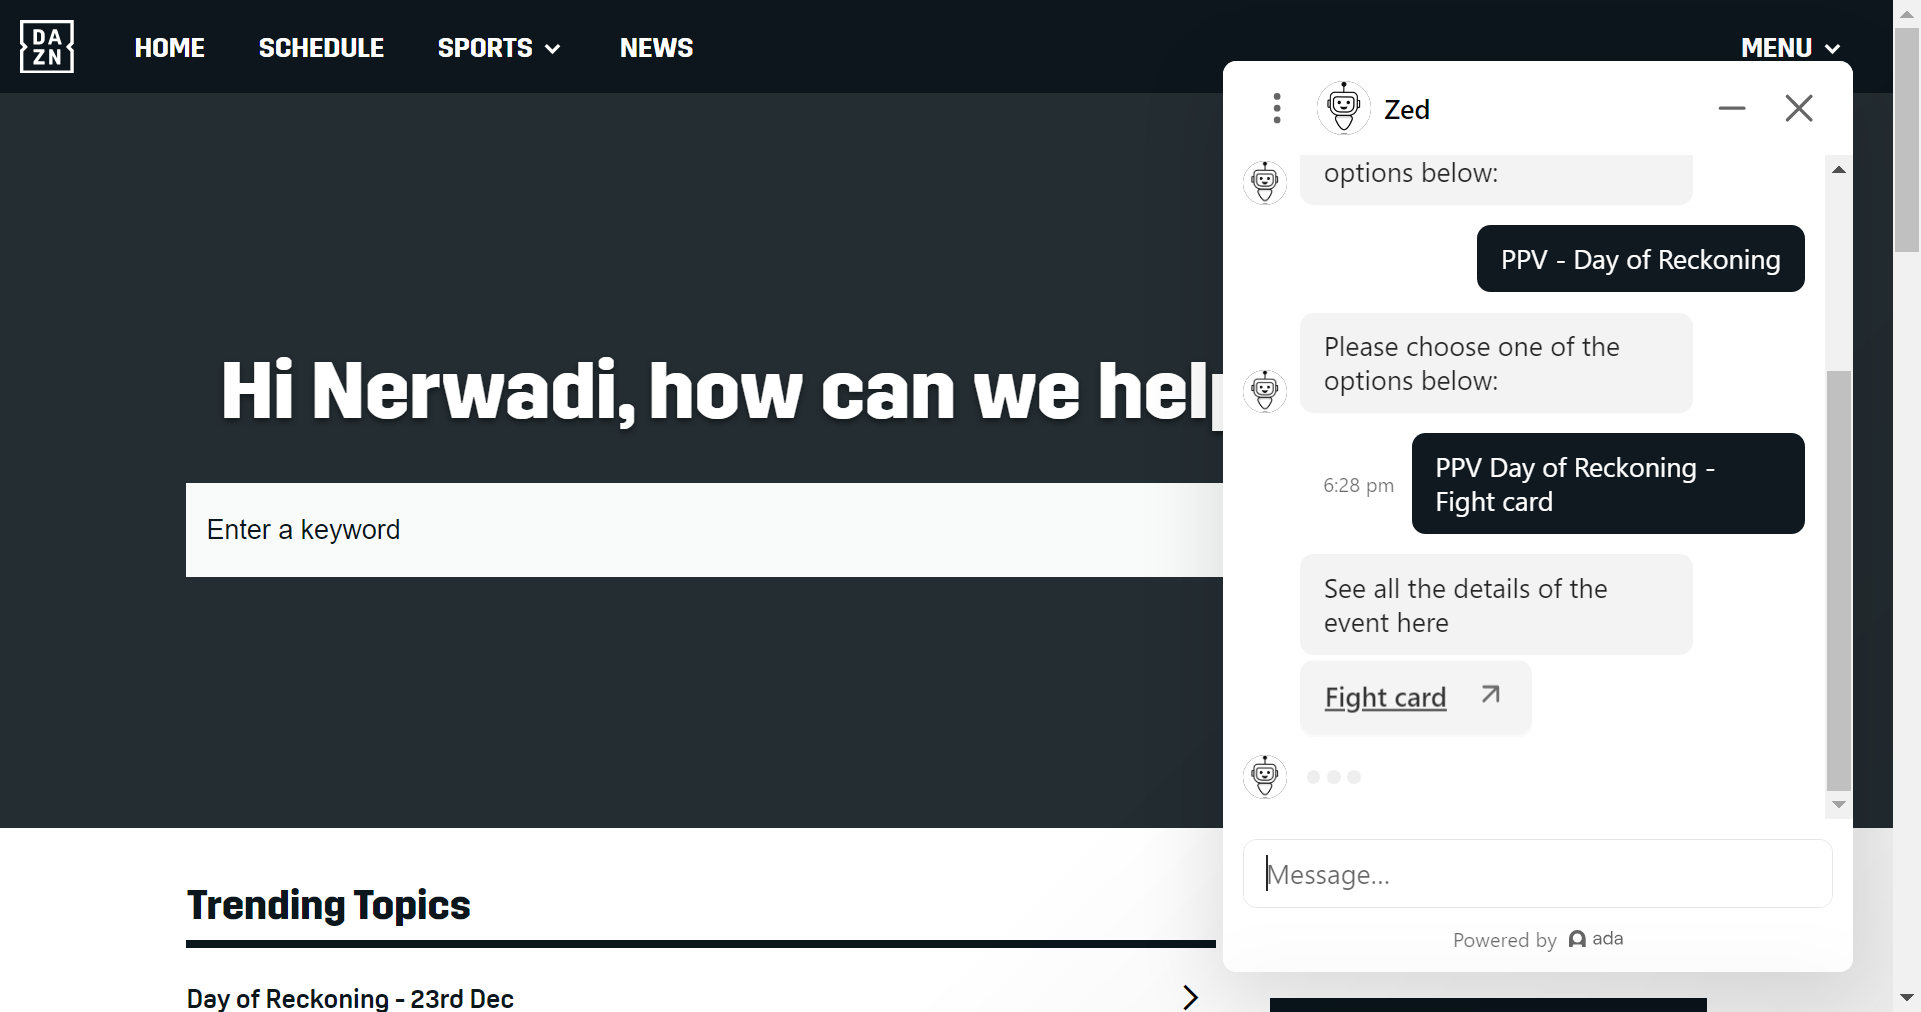 DA
ZN
HOME
SCHEDULE
SPORTS
NEWS
MENU
Hi Nerwadi, how can we help
Enter a keyword
Trending Topics
Day of Reckoning - 23rd Dec
Zed
options below:
PPV - Day of Reckoning
Please choose one of the
options below:
6:28 pm
PPV Day of Reckoning -
Fight card
See all the details of the
event here
Fight card
Message...
Powered by ada